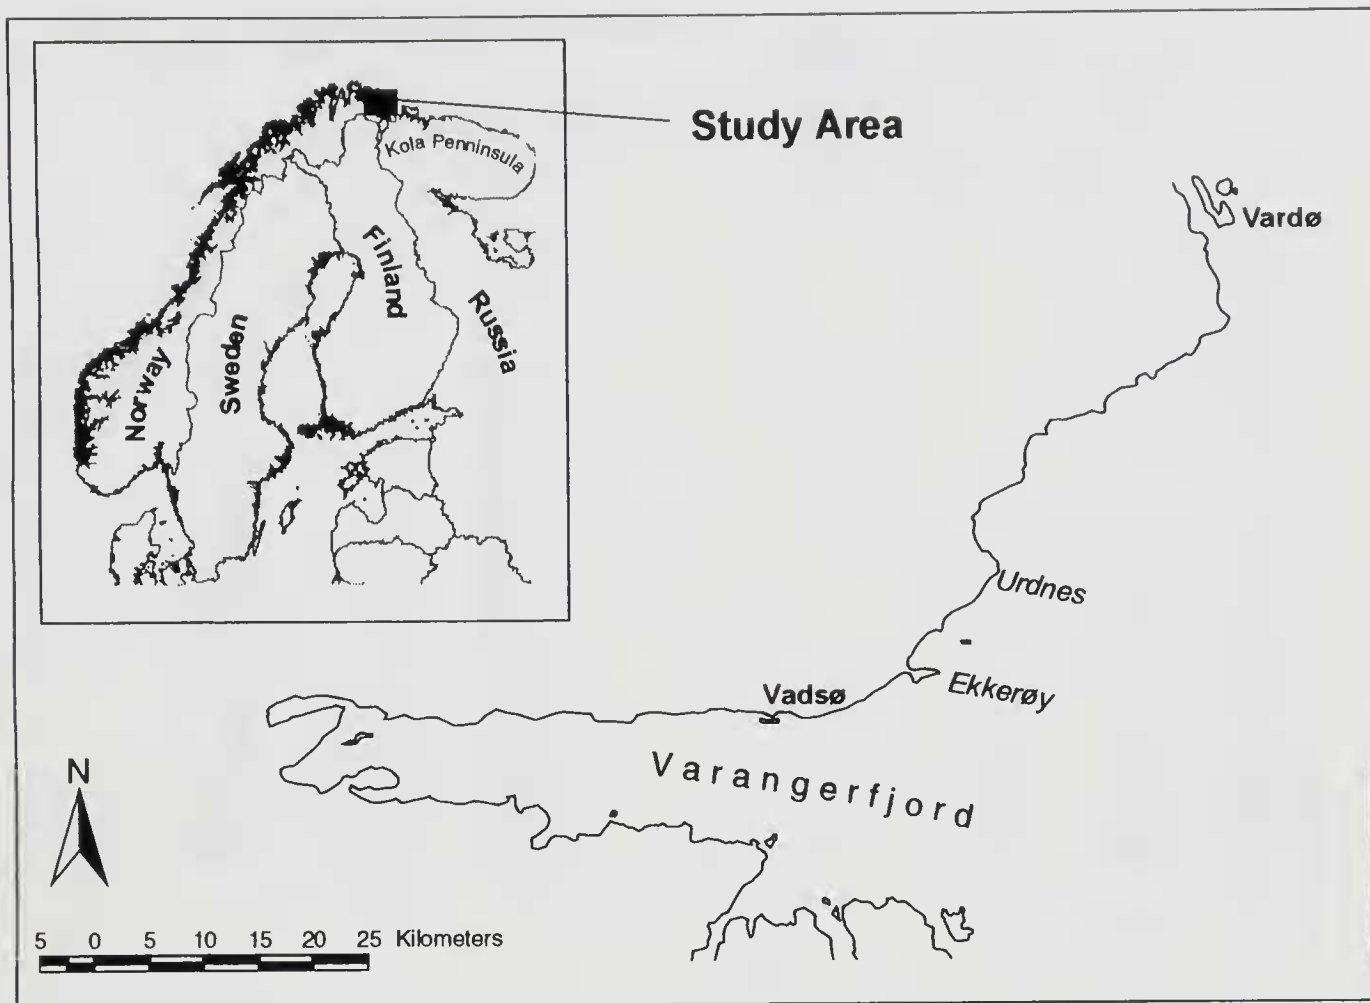 Study Area
Kola Penninsula
Finland
Russia
Sweden
Norway
Vardø
Urdnes
Ekkerøy
Vadsø
Varangerfjord
N
5 0 5 10 15 20 25 Kilometers